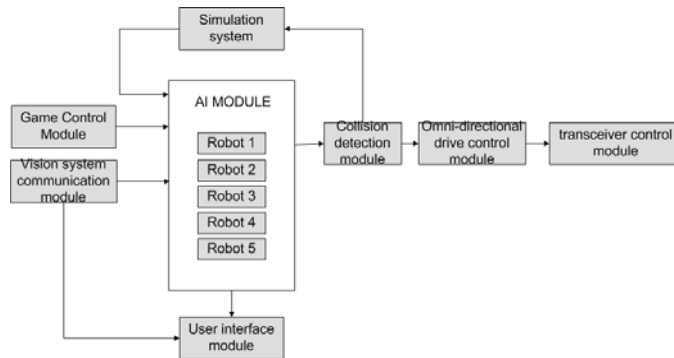 Simulation
system
AI MODULE
Game Control
Module
Vision system
communication
module
Robot 1
Robot 2
Robot 3
Robot 4
Robot 5
Collision
detection
module
Omni-directional
drive control
module
transceiver control
module
User interface
module